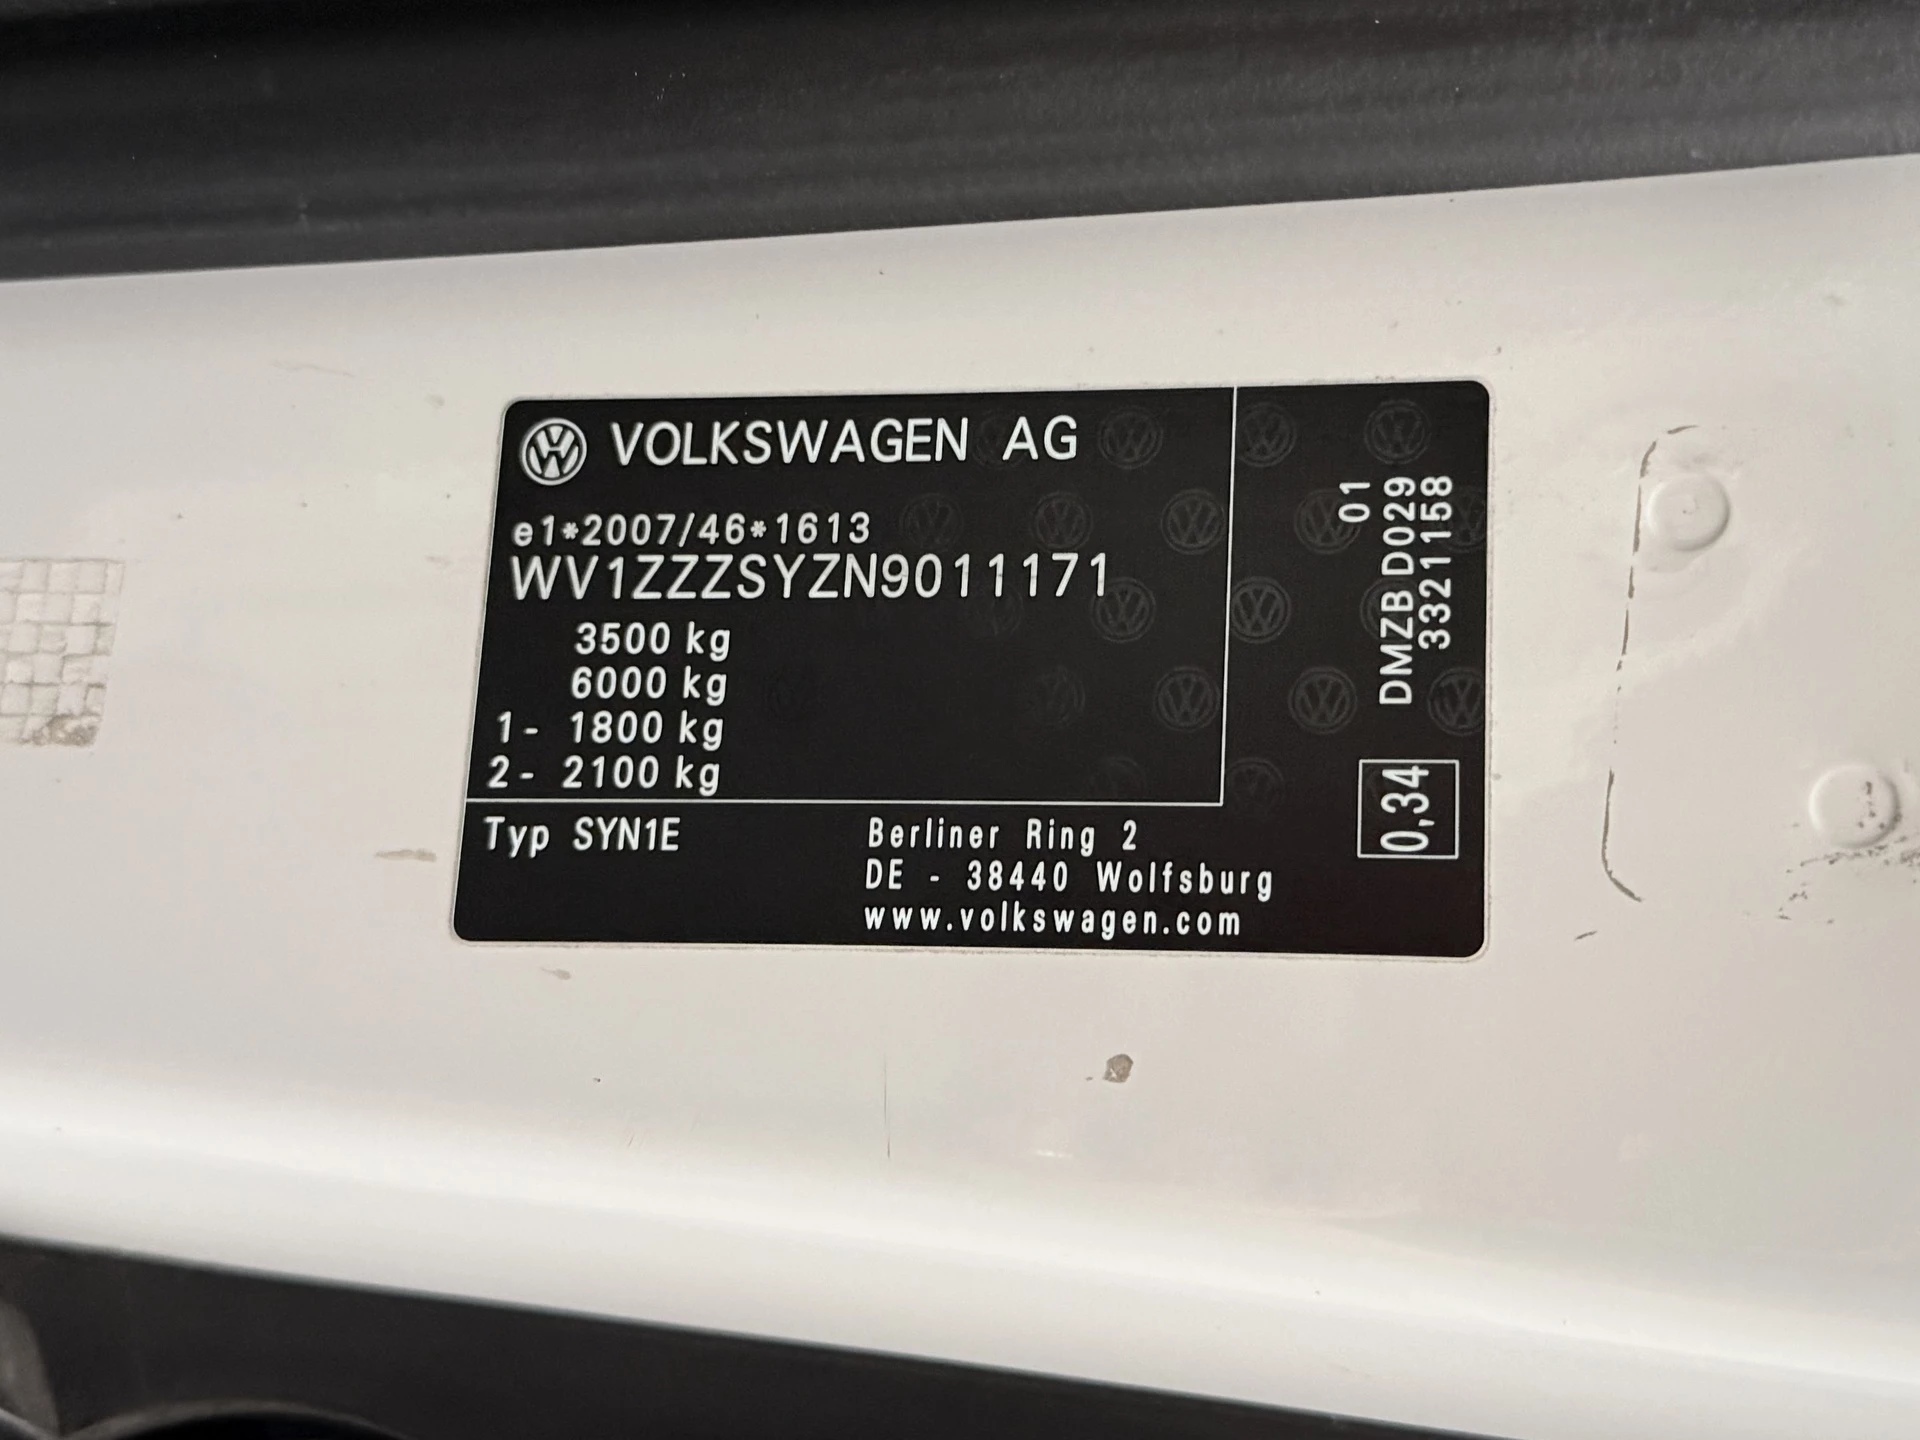 VOLKSWAGEN AG
e1*2007/46*1613
WV1ZZZSYZN9011171
3500 kg
6000 kg
1- 1800 kg
2- 2100 kg
Typ SYN1E
Berliner Ring 2
DE - 38440 Wolfsburg
www.volkswagen.com
01
DMZB D029
33211158
0,34